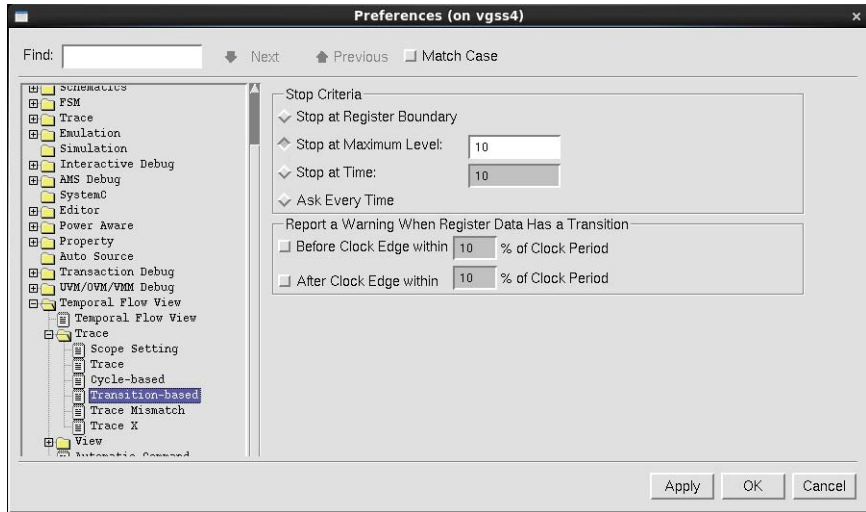 Preferences (on vgss4)
Find:
Next
Previous
Match Case
Schematics
FSM
Trace
Emulation
Simulation
Interactive Debug
AMS Debug
SystemC
Editor
Power Aware
Property
Auto Source
Transaction Debug
UVM/OVM/VMM Debug
Temporal Flow View
Temporal Flow View
Trace
Scope Setting
Trace
Cycle-based
Transition-based
Trace Mismatch
Trace X
View
Automatic Command
Stop Criteria
Stop at Register Boundary
Stop at Maximum Level: 10
Stop at Time: 10
Ask Every Time
Report a Warning When Register Data Has a Transition
Before Clock Edge within 10 % of Clock Period
After Clock Edge within 10 % of Clock Period
Apply
OK
Cancel